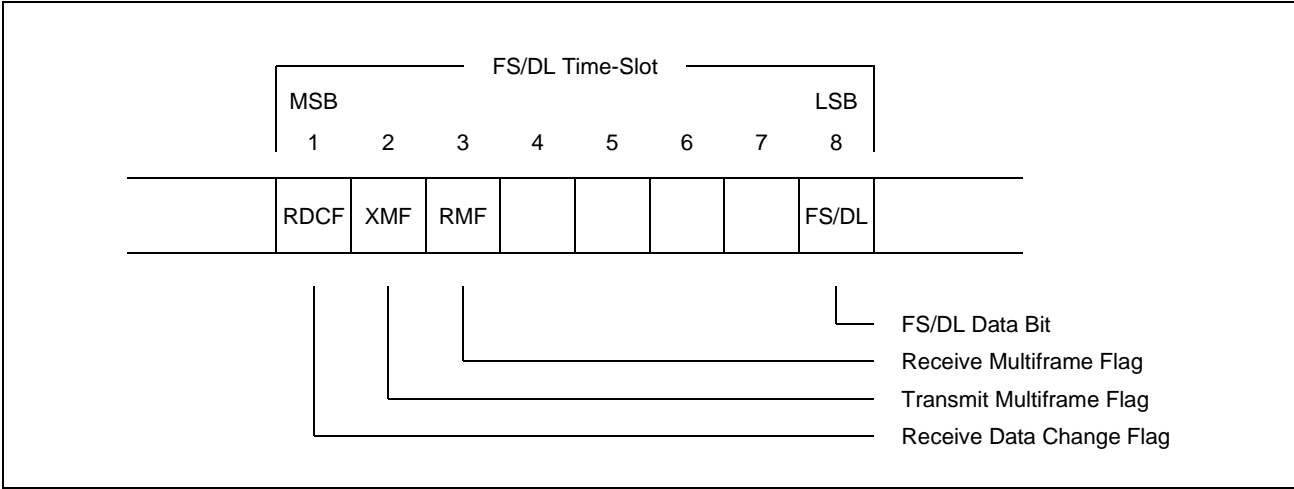 FS/DL Time-Slot
MSB LSB
1 2 3 4 5 6 7 8
RDCF XMF RMF FS/DL
FS/DL Data Bit
Receive Multiframe Flag
Transmit Multiframe Flag
Receive Data Change Flag